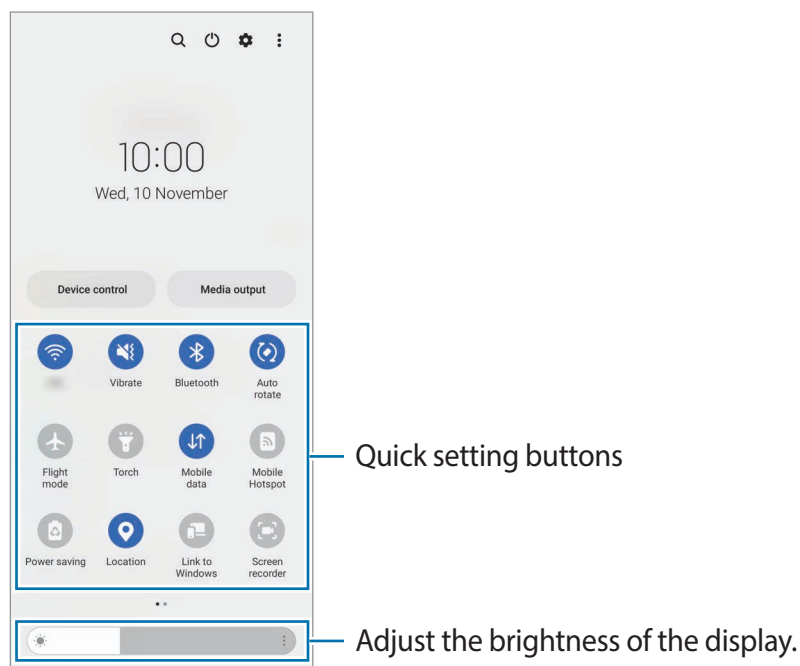 10:00
Wed, 10 November
Device control Media output
Vibrate Bluetooth Auto rotate
Flight mode Torch Mobile data Mobile Hotspot
Quick setting buttons
Power saving Location Link to Windows Screen recorder
Adjust the brightness of the display.